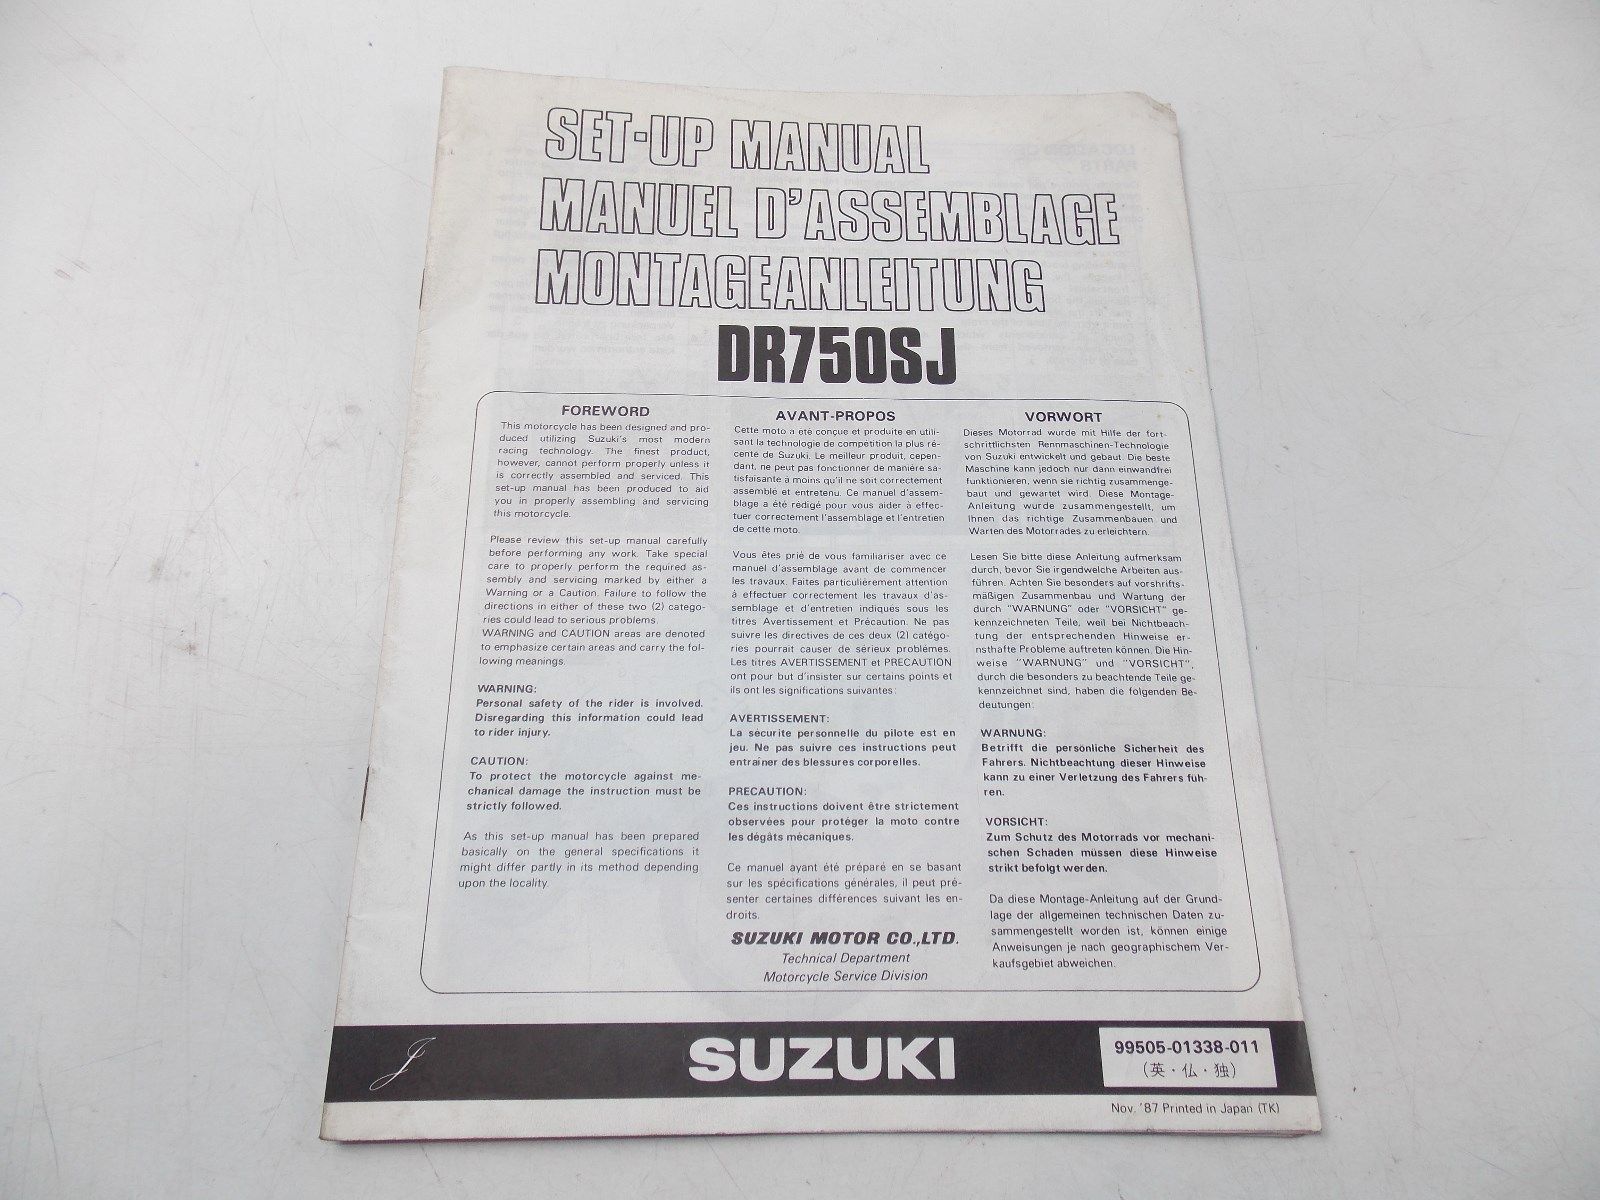 SET-UP MANUAL
MANUEL D'ASSEMBLAGE
MONTAGEANLEITUNG
DR750SJ
FOREWORD
This motorcycle has been designed and pro-
duced utilizing Suzuki's most modern
racing technology. The finest product,
however, cannot perform properly unless it
is correctly assembled and serviced. This
set-up manual has been produced to aid
you in properly assembling and servicing
this motorcycle.
Please review this set-up manual carefully
before performing any work. Take special
care to properly perform the required as-
sembly and servicing marked by either a
Warning or a Caution. Failure to follow the
directions in either of these two (2) catego-
ries could lead to serious problems.
WARNING and CAUTION areas are denoted
to emphasize certain areas and carry the fol-
lowing meanings.
WARNING:
Personal safety of the rider is involved.
Disregarding this information could lead
to rider injury.
CAUTION:
To protect the motorcycle against me-
chanical damage the instruction must be
strictly followed.
As this set-up manual has been prepared
basically on the general specifications it
might differ partly in its method depending
upon the locality.
AVANT-PROPOS
Cette moto a été conçue et produite en utili-
sant la technologie de compétition la plus ré-
cente de Suzuki. Le meilleur produit, cepen-
dant, ne peut pas fonctionner de manière sa-
tisfaisante à moins qu'il ne soit correctement
assemblé et entretenu. Ce manuel d'assem-
blage a été rédigé pour vous aider à effec-
tuer correctement l'assemblage et l'entretien
de cette moto.
Vous êtes prié de vous familiariser avec ce
manuel d'assemblage avant de commencer
les travaux. Faites particulièrement attention
à effectuer correctement les travaux d'as-
semblage et d'entretien indiqués sous les
titres Avertissement et Précaution. Ne pas
suivre les directives de ces deux (2) catégo-
ries pourrait causer de sérieux problèmes.
Les titres AVERTISSEMENT et PRECAUTION
ont pour but d'insister sur certains points et
ils ont les significations suivantes:
AVERTISSEMENT:
La sécurité personnelle du pilote est en
jeu. Ne pas suivre ces instructions peut
entraîner des blessures corporelles.
PRECAUTION:
Ces instructions doivent être strictement
observées pour protéger la moto contre
les dégâts mécaniques.
Ce manuel ayant été préparé en se basant
sur les spécifications générales, il peut pré-
senter certaines différences suivant les en-
droits.
SUZUKI MOTOR CO.,LTD.
Technical Department
Motorcycle Service Division
VORWORT
Dieses Motorrad wurde mit Hilfe der fort-
schrittlichsten Rennmaschinen-Technologie
von Suzuki entwickelt und gebaut. Die beste
Maschine kann jedoch nur dann einwandfrei
funktionieren, wenn sie richtig zusammenge-
baut und gewartet wird. Diese Montage-
Anleitung wurde zusammengestellt, um
Ihnen das richtige Zusammenbauen und
Warten des Motorrades zu erleichtern.
Lesen Sie bitte diese Anleitung aufmerksam
durch, bevor Sie irgendwelche Arbeiten aus-
führen. Achten Sie besonders auf vorschrifts-
mäßigen Zusammenbau und Wartung der
durch "WARNUNG" oder "VORSICHT" ge-
kennzeichneten Teile, weil bei Nichtbeach-
tung der entsprechenden Hinweise er-
nsthafte Probleme auftreten können. Die Hin-
weise "WARNUNG" und "VORSICHT",
durch die besonders zu beachtende Teile ge-
kennzeichnet sind, haben die folgenden Be-
deutungen:
WARNUNG:
Betrifft die persönliche Sicherheit des
Fahrers. Nichtbeachtung dieser Hinweise
kann zu einer Verletzung des Fahrers füh-
ren.
VORSICHT:
Zum Schutz des Motorrads vor mechani-
schen Schaden müssen diese Hinweise
strikt befolgt werden.
Da diese Montage-Anleitung auf der Grund-
lage der allgemeinen technischen Daten zu-
sammengestellt worden ist, können einige
Anweisungen je nach geographischem Ver-
kaufsgebiet abweichen.
J
SUZUKI
99505-01338-011
(英・仏・独)
Nov. '87 Printed in Japan (TK)